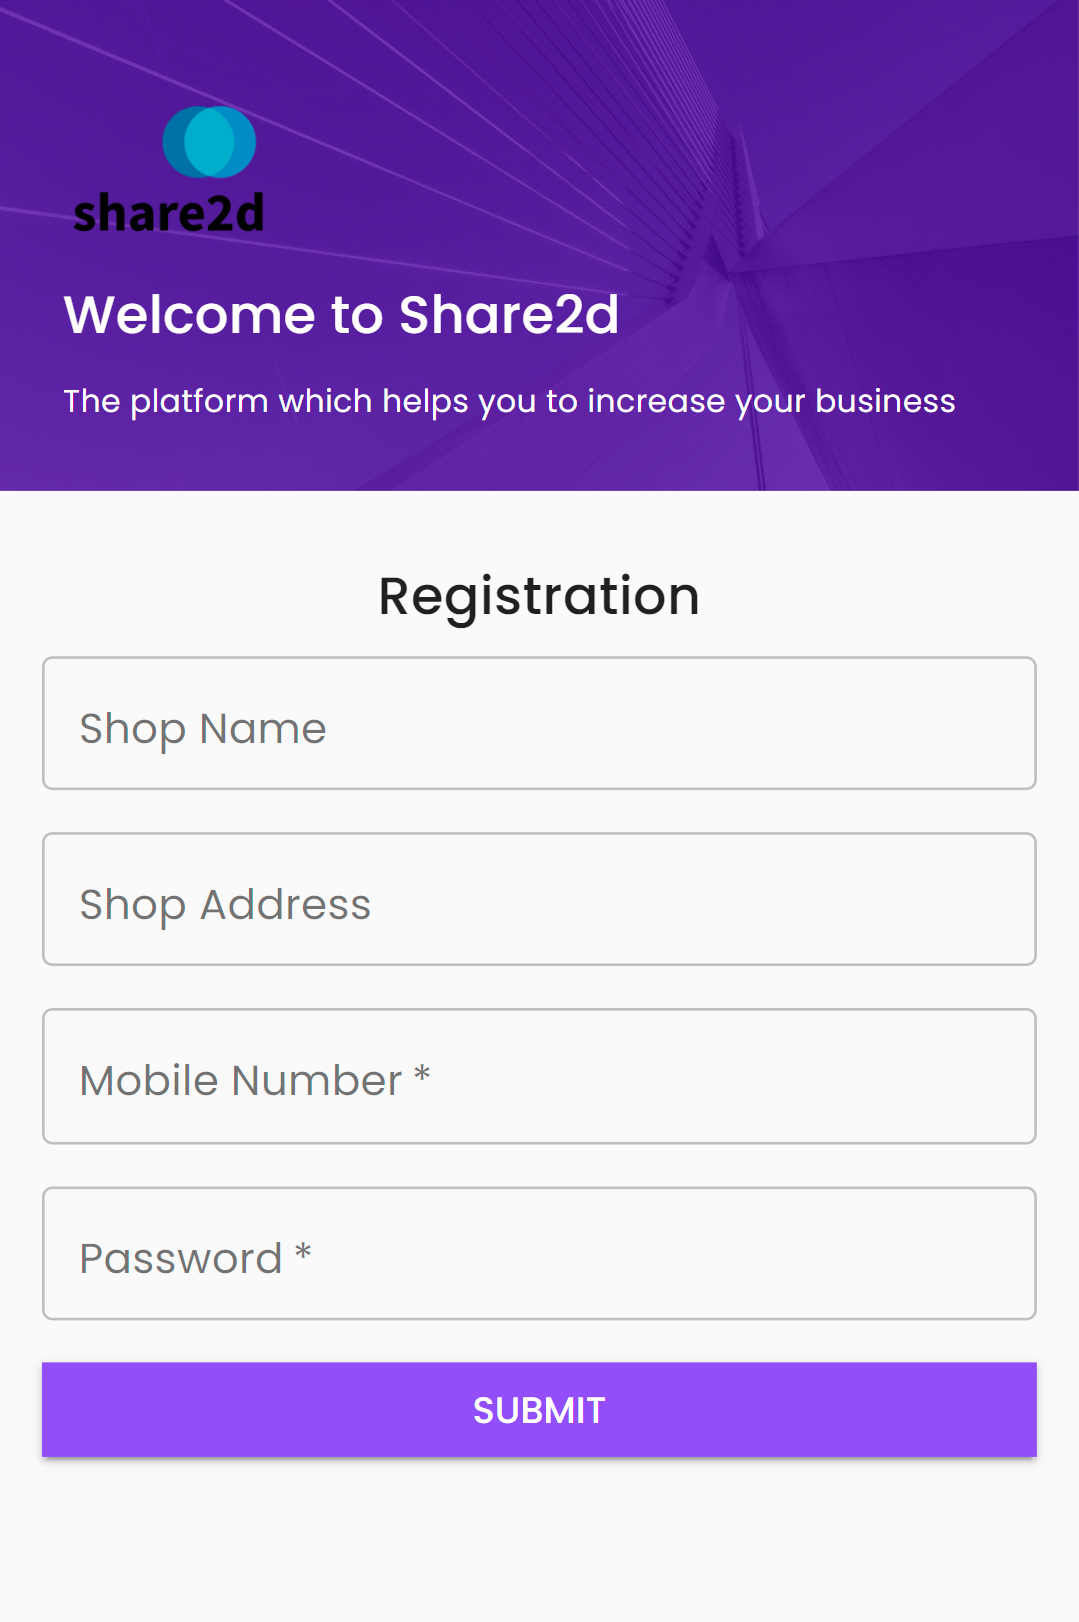 share2d
Welcome to Share2d
The platform which helps you to increase your business
Registration
Shop Name
Shop Address
Mobile Number *
Password *
SUBMIT